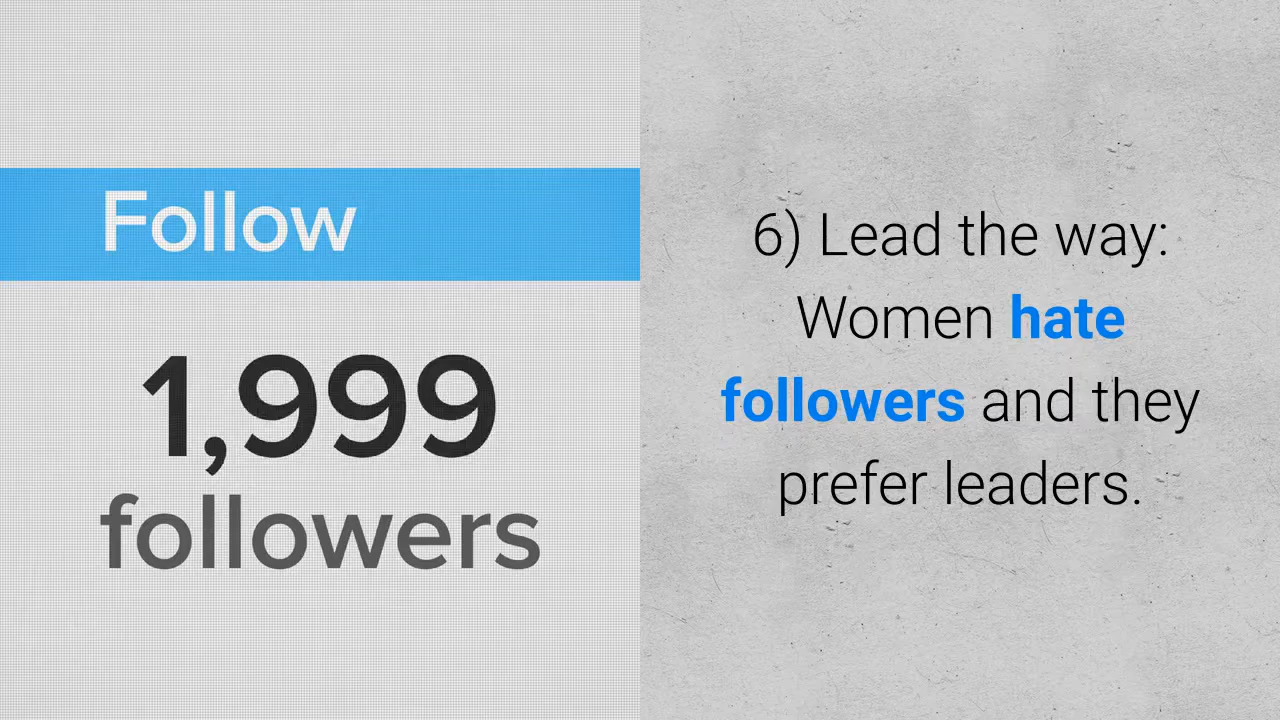 Follow
1,999
followers
6) Lead the way:
Women hate
followers and they
prefer leaders.